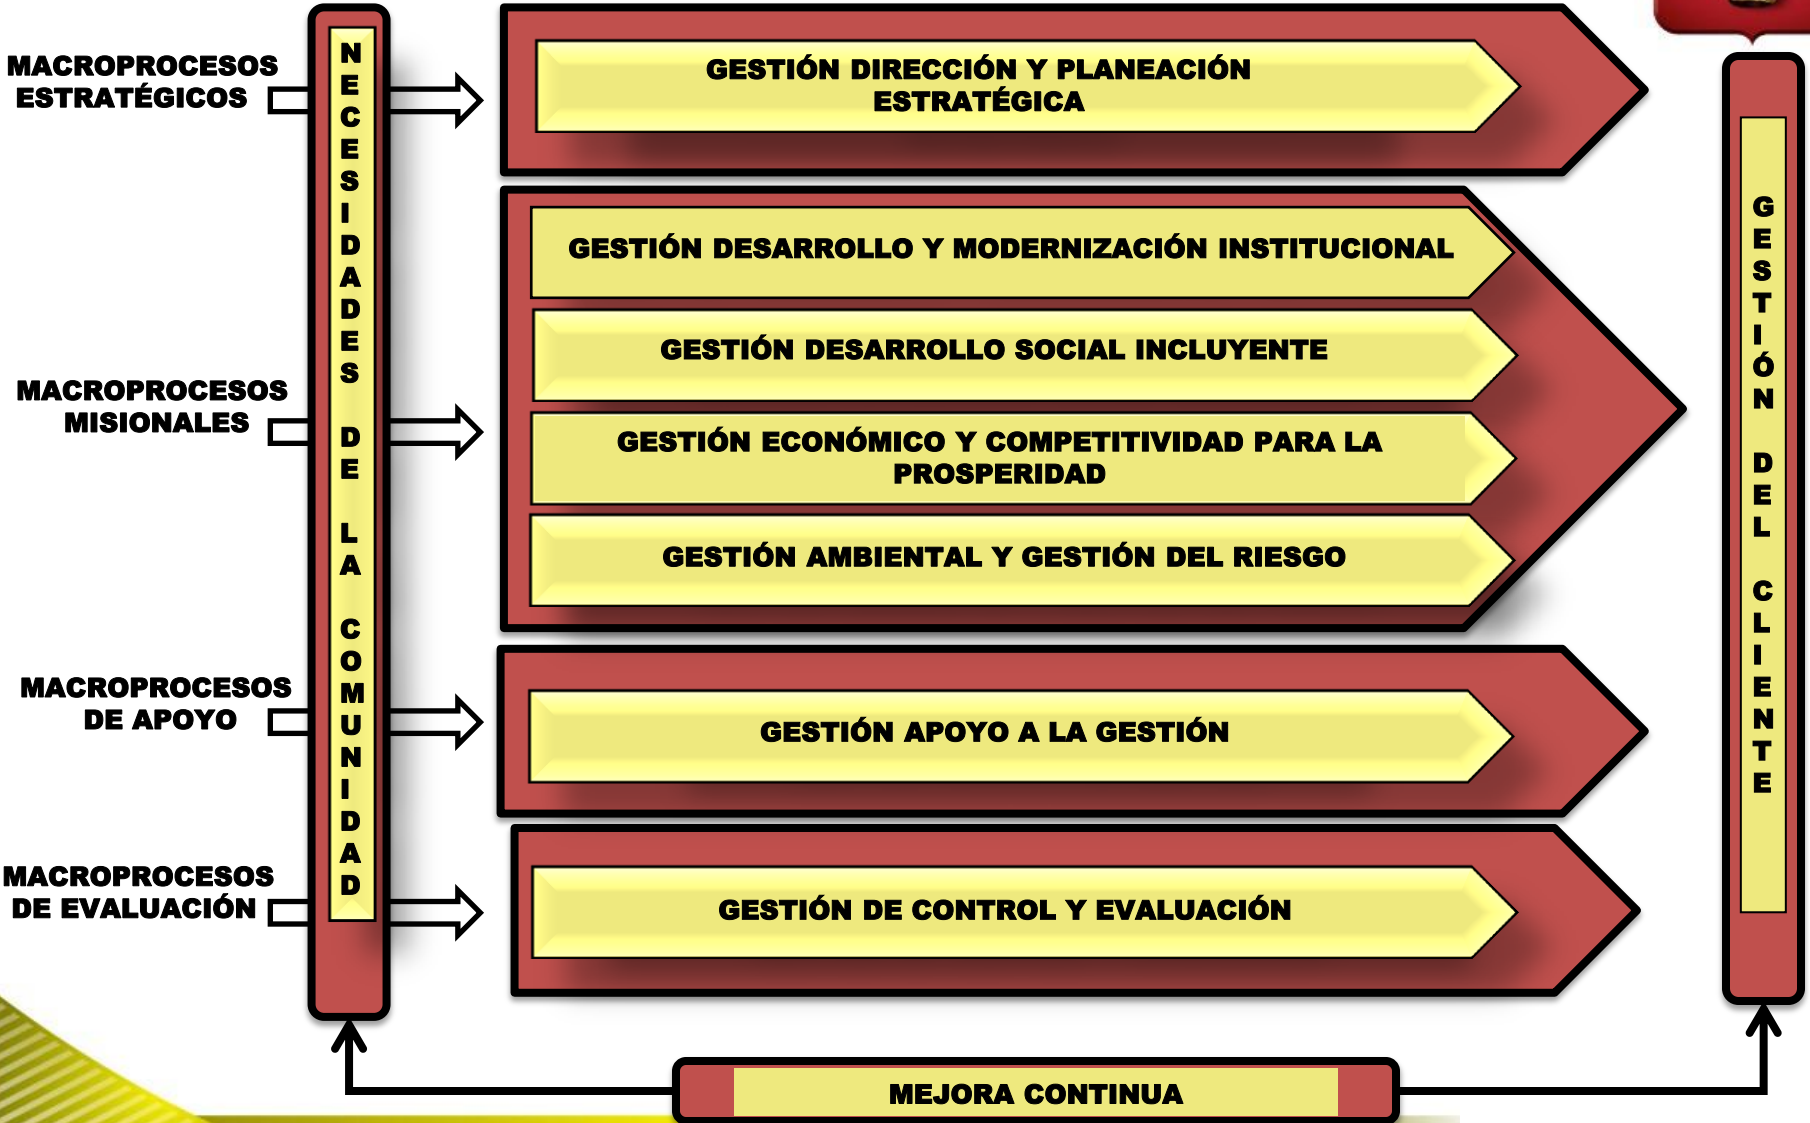 MACROPROCESOS
ESTRATÉGICOS
NECESIDADES DE LA COMUNIDAD
GESTIÓN DIRECCIÓN Y PLANEACIÓN
ESTRATÉGICA
MACROPROCESOS
MISIONALES
GESTIÓN DESARROLLO Y MODERNIZACIÓN INSTITUCIONAL
GESTIÓN DESARROLLO SOCIAL INCLUYENTE
GESTIÓN ECONÓMICO Y COMPETITIVIDAD PARA LA
PROSPERIDAD
GESTIÓN AMBIENTAL Y GESTIÓN DEL RIESGO
MACROPROCESOS
DE APOYO
GESTIÓN APOYO A LA GESTIÓN
MACROPROCESOS
DE EVALUACIÓN
GESTIÓN DE CONTROL Y EVALUACIÓN
GESTIÓN DEL CLIENTE
MEJORA CONTINUA